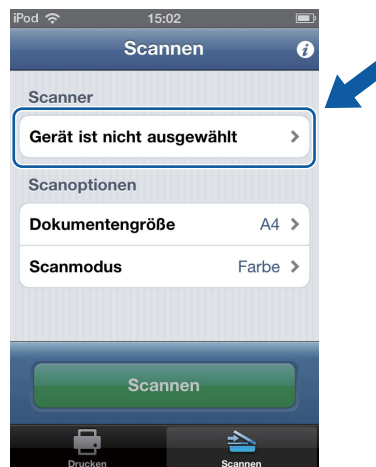 iPod 15:02
Scannen
Scanner
Gerät ist nicht ausgewählt
Scanoptionen
Dokumentengröße A4
Scanmodus Farbe
Scannen
Drucken Scannen